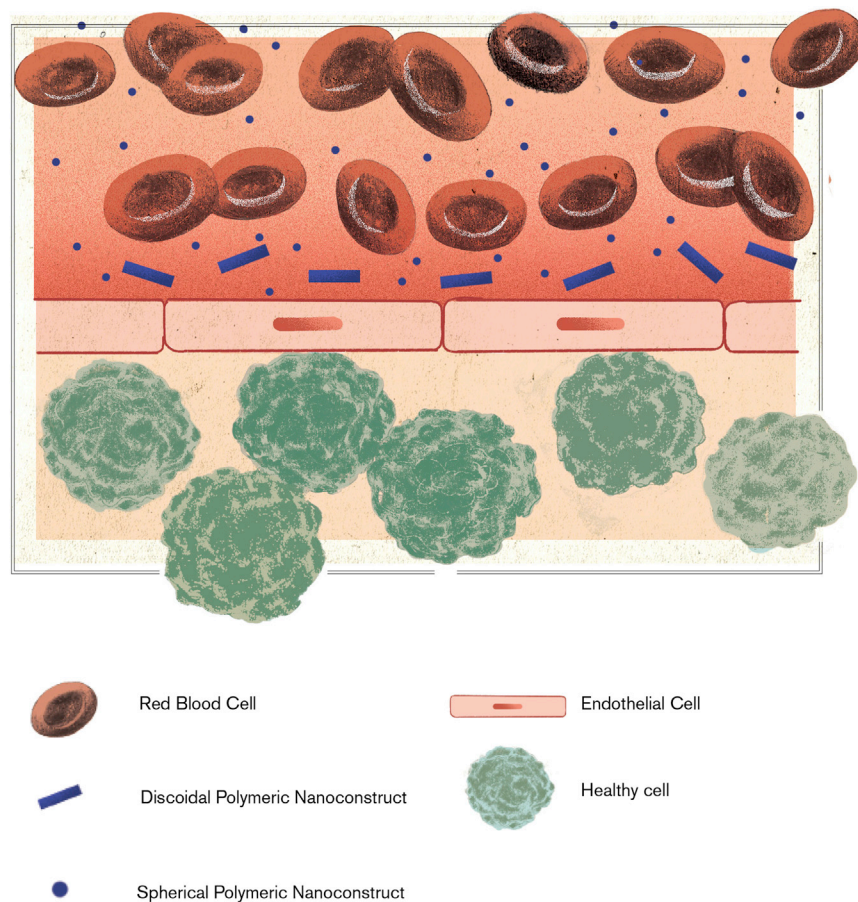 Red Blood Cell
Endothelial Cell
Discoidal Polymeric Nanoconstruct
Healthy cell
Spherical Polymeric Nanoconstruct